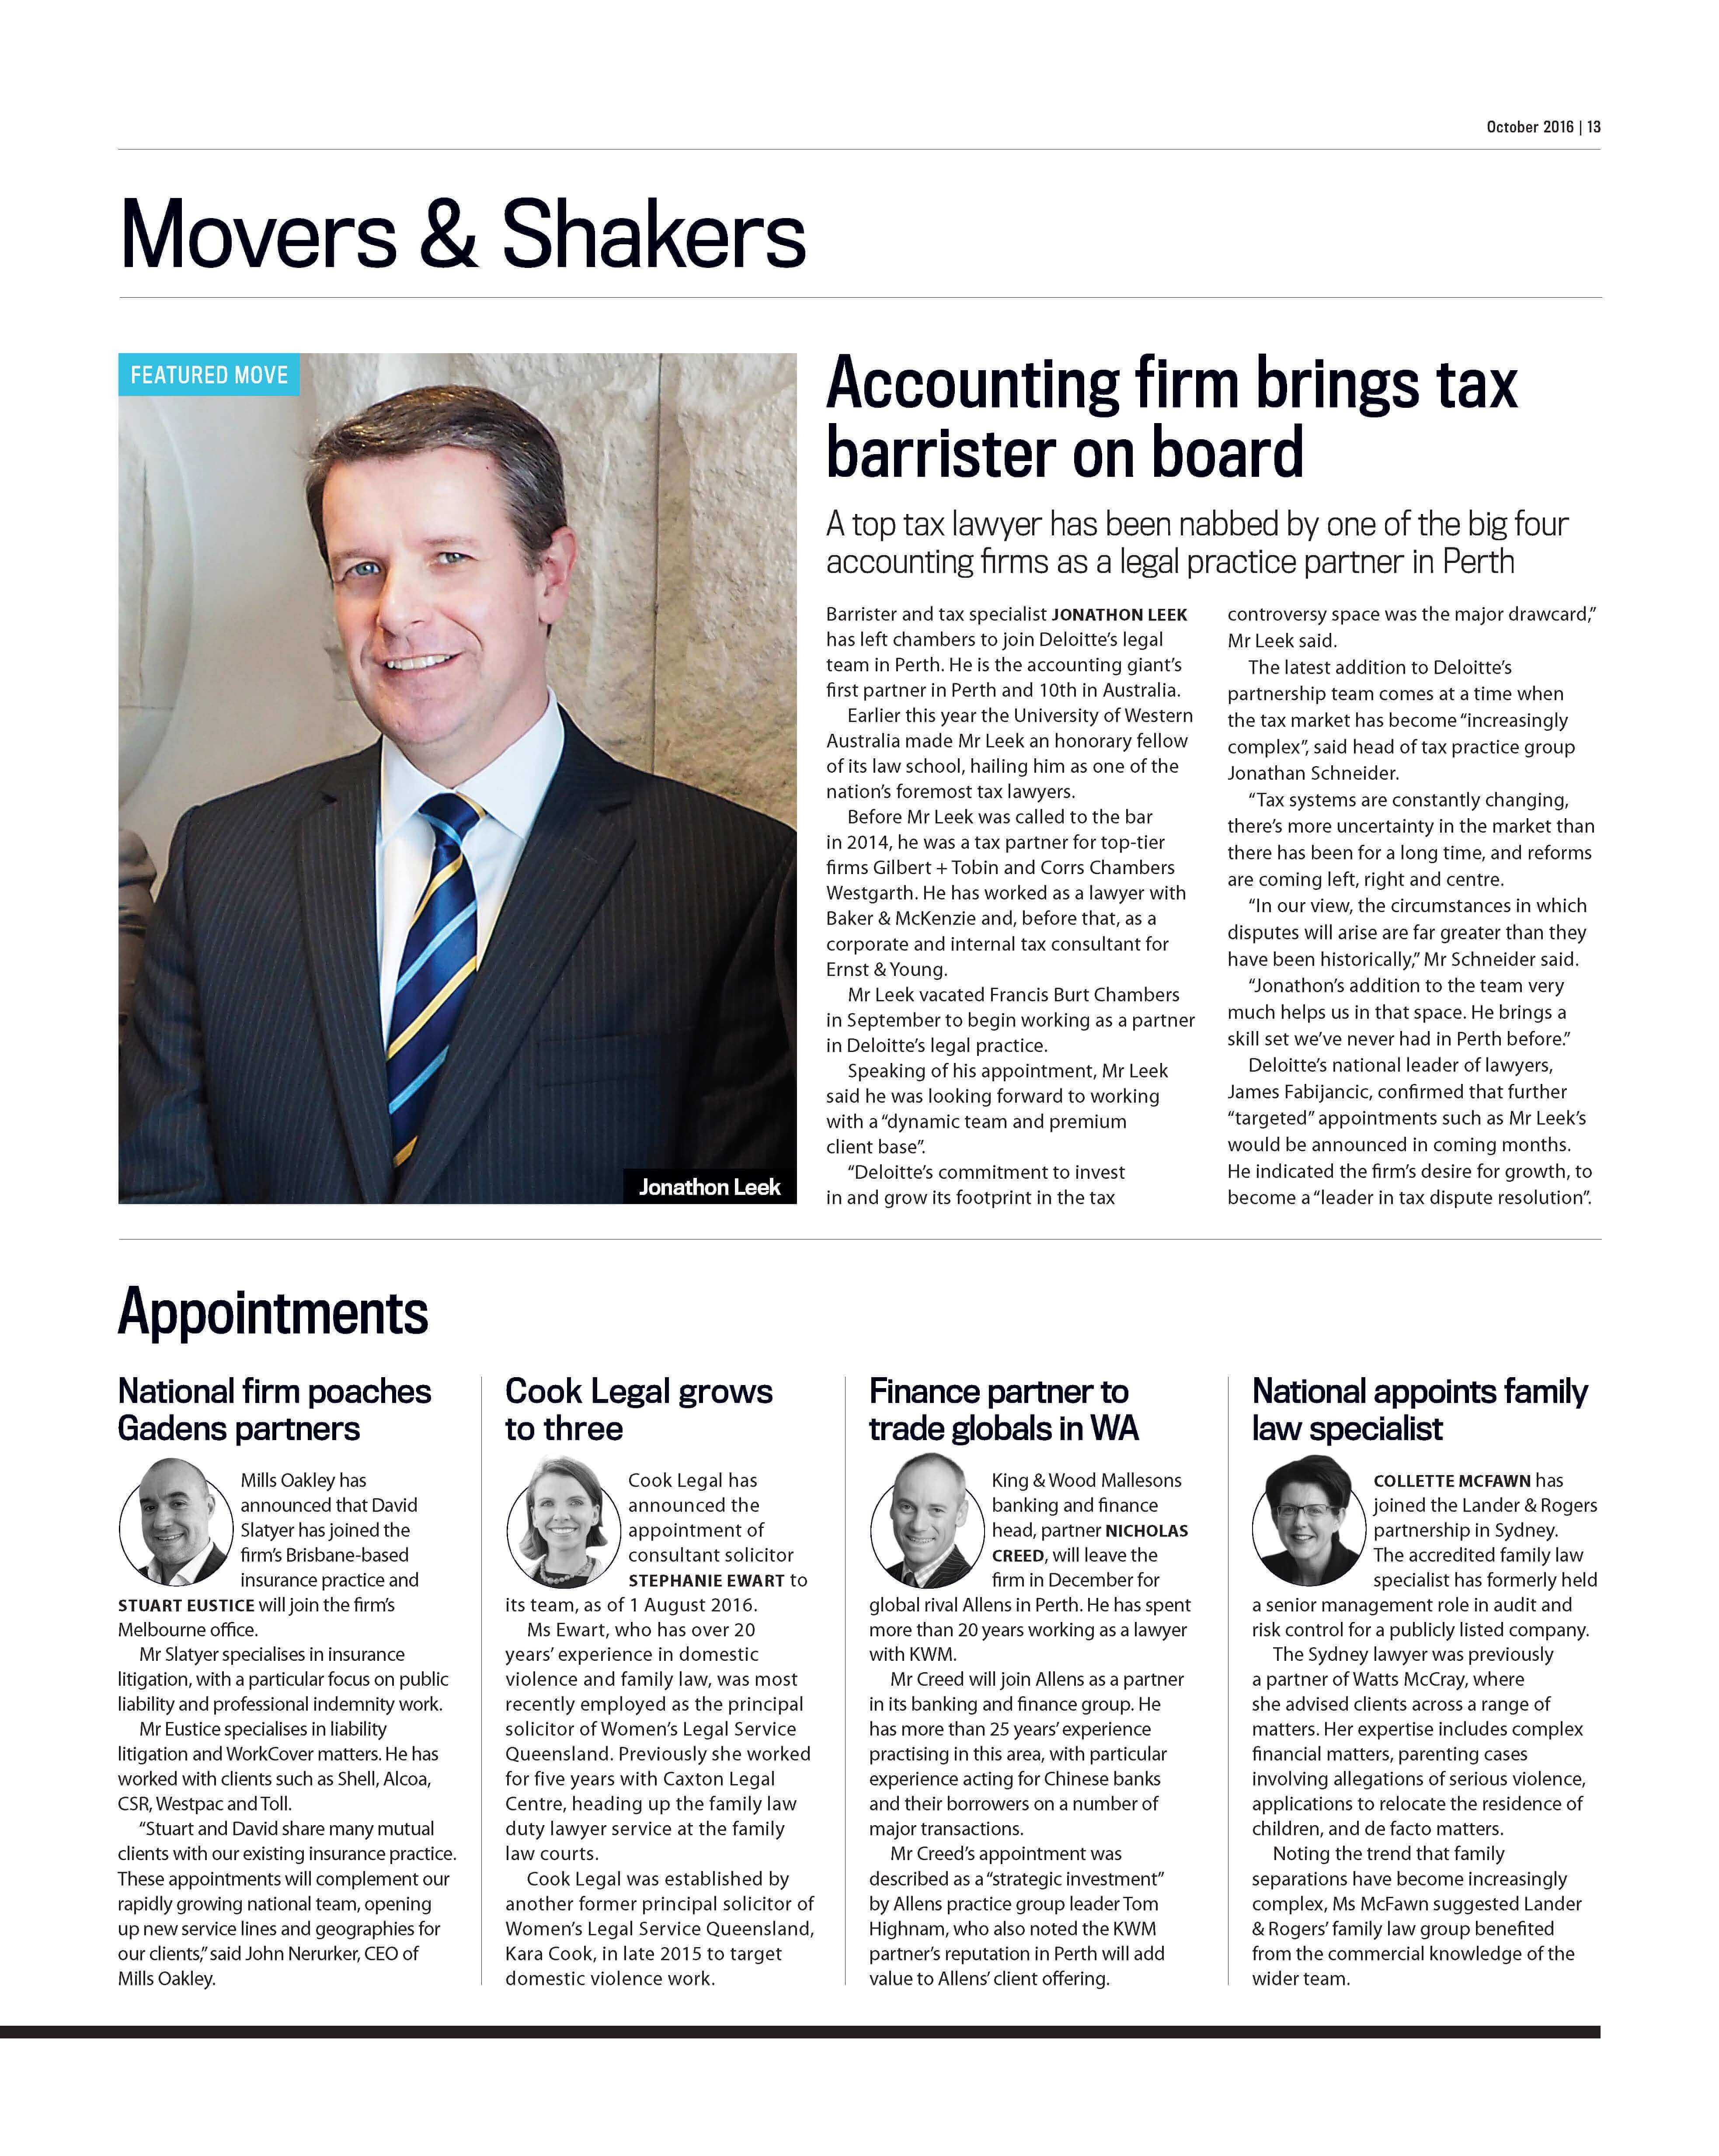 October 2016 | 13
Movers & Shakers
FEATURED MOVE
Jonathon Leek
Accounting firm brings tax
barrister on board
A top tax lawyer has been nabbed by one of the big four
accounting firms as a legal practice partner in Perth
Barrister and tax specialist JONATHON LEEK
has left chambers to join Deloitte’s legal
team in Perth. He is the accounting giant’s
first partner in Perth and 10th in Australia.
Earlier this year the University of Western
Australia made Mr Leek an honorary fellow
of its law school, hailing him as one of the
nation’s foremost tax lawyers.
Before Mr Leek was called to the bar
in 2014, he was a tax partner for top-tier
firms Gilbert + Tobin and Corrs Chambers
Westgarth. He has worked as a lawyer with
Baker & McKenzie and, before that, as a
corporate and internal tax consultant for
Ernst & Young.
Mr Leek vacated Francis Burt Chambers
in September to begin working as a partner
in Deloitte’s legal practice.
Speaking of his appointment, Mr Leek
said he was looking forward to working
with a “dynamic team and premium
client base”.
“Deloitte’s commitment to invest
in and grow its footprint in the tax
controversy space was the major drawcard,”
Mr Leek said.
The latest addition to Deloitte’s
partnership team comes at a time when
the tax market has become “increasingly
complex”, said head of tax practice group
Jonathan Schneider.
“Tax systems are constantly changing,
there’s more uncertainty in the market than
there has been for a long time, and reforms
are coming left, right and centre.
“In our view, the circumstances in which
disputes will arise are far greater than they
have been historically,” Mr Schneider said.
“Jonathon’s addition to the team very
much helps us in that space. He brings a
skill set we’ve never had in Perth before.”
Deloitte’s national leader of lawyers,
James Fabijancic, confirmed that further
“targeted” appointments such as Mr Leek’s
would be announced in coming months.
He indicated the firm’s desire for growth, to
become a “leader in tax dispute resolution”.
Appointments
National firm poaches
Gadens partners
Mills Oakley has
announced that David
Slatyer has joined the
firm’s Brisbane-based
insurance practice and
STUART EUSTICE will join the firm’s
Melbourne office.
Mr Slatyer specialises in insurance
litigation, with a particular focus on public
liability and professional indemnity work.
Mr Eustice specialises in liability
litigation and WorkCover matters. He has
worked with clients such as Shell, Alcoa,
CSR, Westpac and Toll.
“Stuart and David share many mutual
clients with our existing insurance practice.
These appointments will complement our
rapidly growing national team, opening
up new service lines and geographies for
our clients,” said John Nerurker, CEO of
Mills Oakley.
Cook Legal grows
to three
Cook Legal has
announced the
appointment of
consultant solicitor
STEPHANIE EWART to
its team, as of 1 August 2016.
Ms Ewart, who has over 20
years’ experience in domestic
violence and family law, was most
recently employed as the principal
solicitor of Women’s Legal Service
Queensland. Previously she worked
for five years with Caxton Legal
Centre, heading up the family law
duty lawyer service at the family
law courts.
Cook Legal was established by
another former principal solicitor of
Women’s Legal Service Queensland,
Kara Cook, in late 2015 to target
domestic violence work.
Finance partner to
trade globals in WA
King & Wood Mallesons
banking and finance
head, partner NICHOLAS
CREED, will leave the
firm in December for
global rival Allens in Perth. He has spent
more than 20 years working as a lawyer
with KWM.
Mr Creed will join Allens as a partner
in its banking and finance group. He
has more than 25 years’ experience
practising in this area, with particular
experience acting for Chinese banks
and their borrowers on a number of
major transactions.
Mr Creed’s appointment was
described as a “strategic investment”
by Allens practice group leader Tom
Highnam, who also noted the KWM
partner’s reputation in Perth will add
value to Allens’ client offering.
National appoints family
law specialist
COLLETTE MCFAWN has
joined the Lander & Rogers
partnership in Sydney.
The accredited family law
specialist has formerly held
a senior management role in audit and
risk control for a publicly listed company.
The Sydney lawyer was previously
a partner of Watts McCray, where
she advised clients across a range of
matters. Her expertise includes complex
financial matters, parenting cases
involving allegations of serious violence,
applications to relocate the residence of
children, and de facto matters.
Noting the trend that family
separations have become increasingly
complex, Ms McFawn suggested Lander
& Rogers’ family law group benefited
from the commercial knowledge of the
wider team.